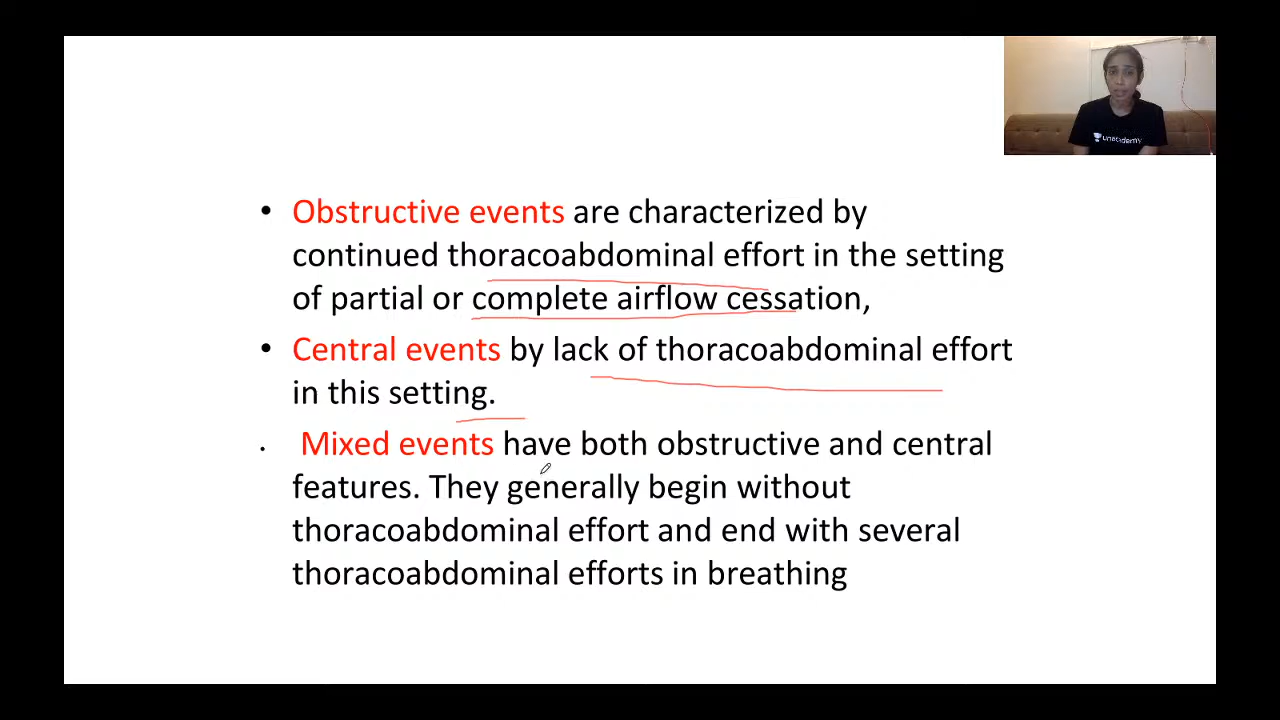 unacademy
• Obstructive events are characterized by
continued thoracoabdominal effort in the setting
of partial or complete airflow cessation,
• Central events by lack of thoracoabdominal effort
in this setting.
• Mixed events have both obstructive and central
features. They generally begin without
thoracoabdominal effort and end with several
thoracoabdominal efforts in breathing